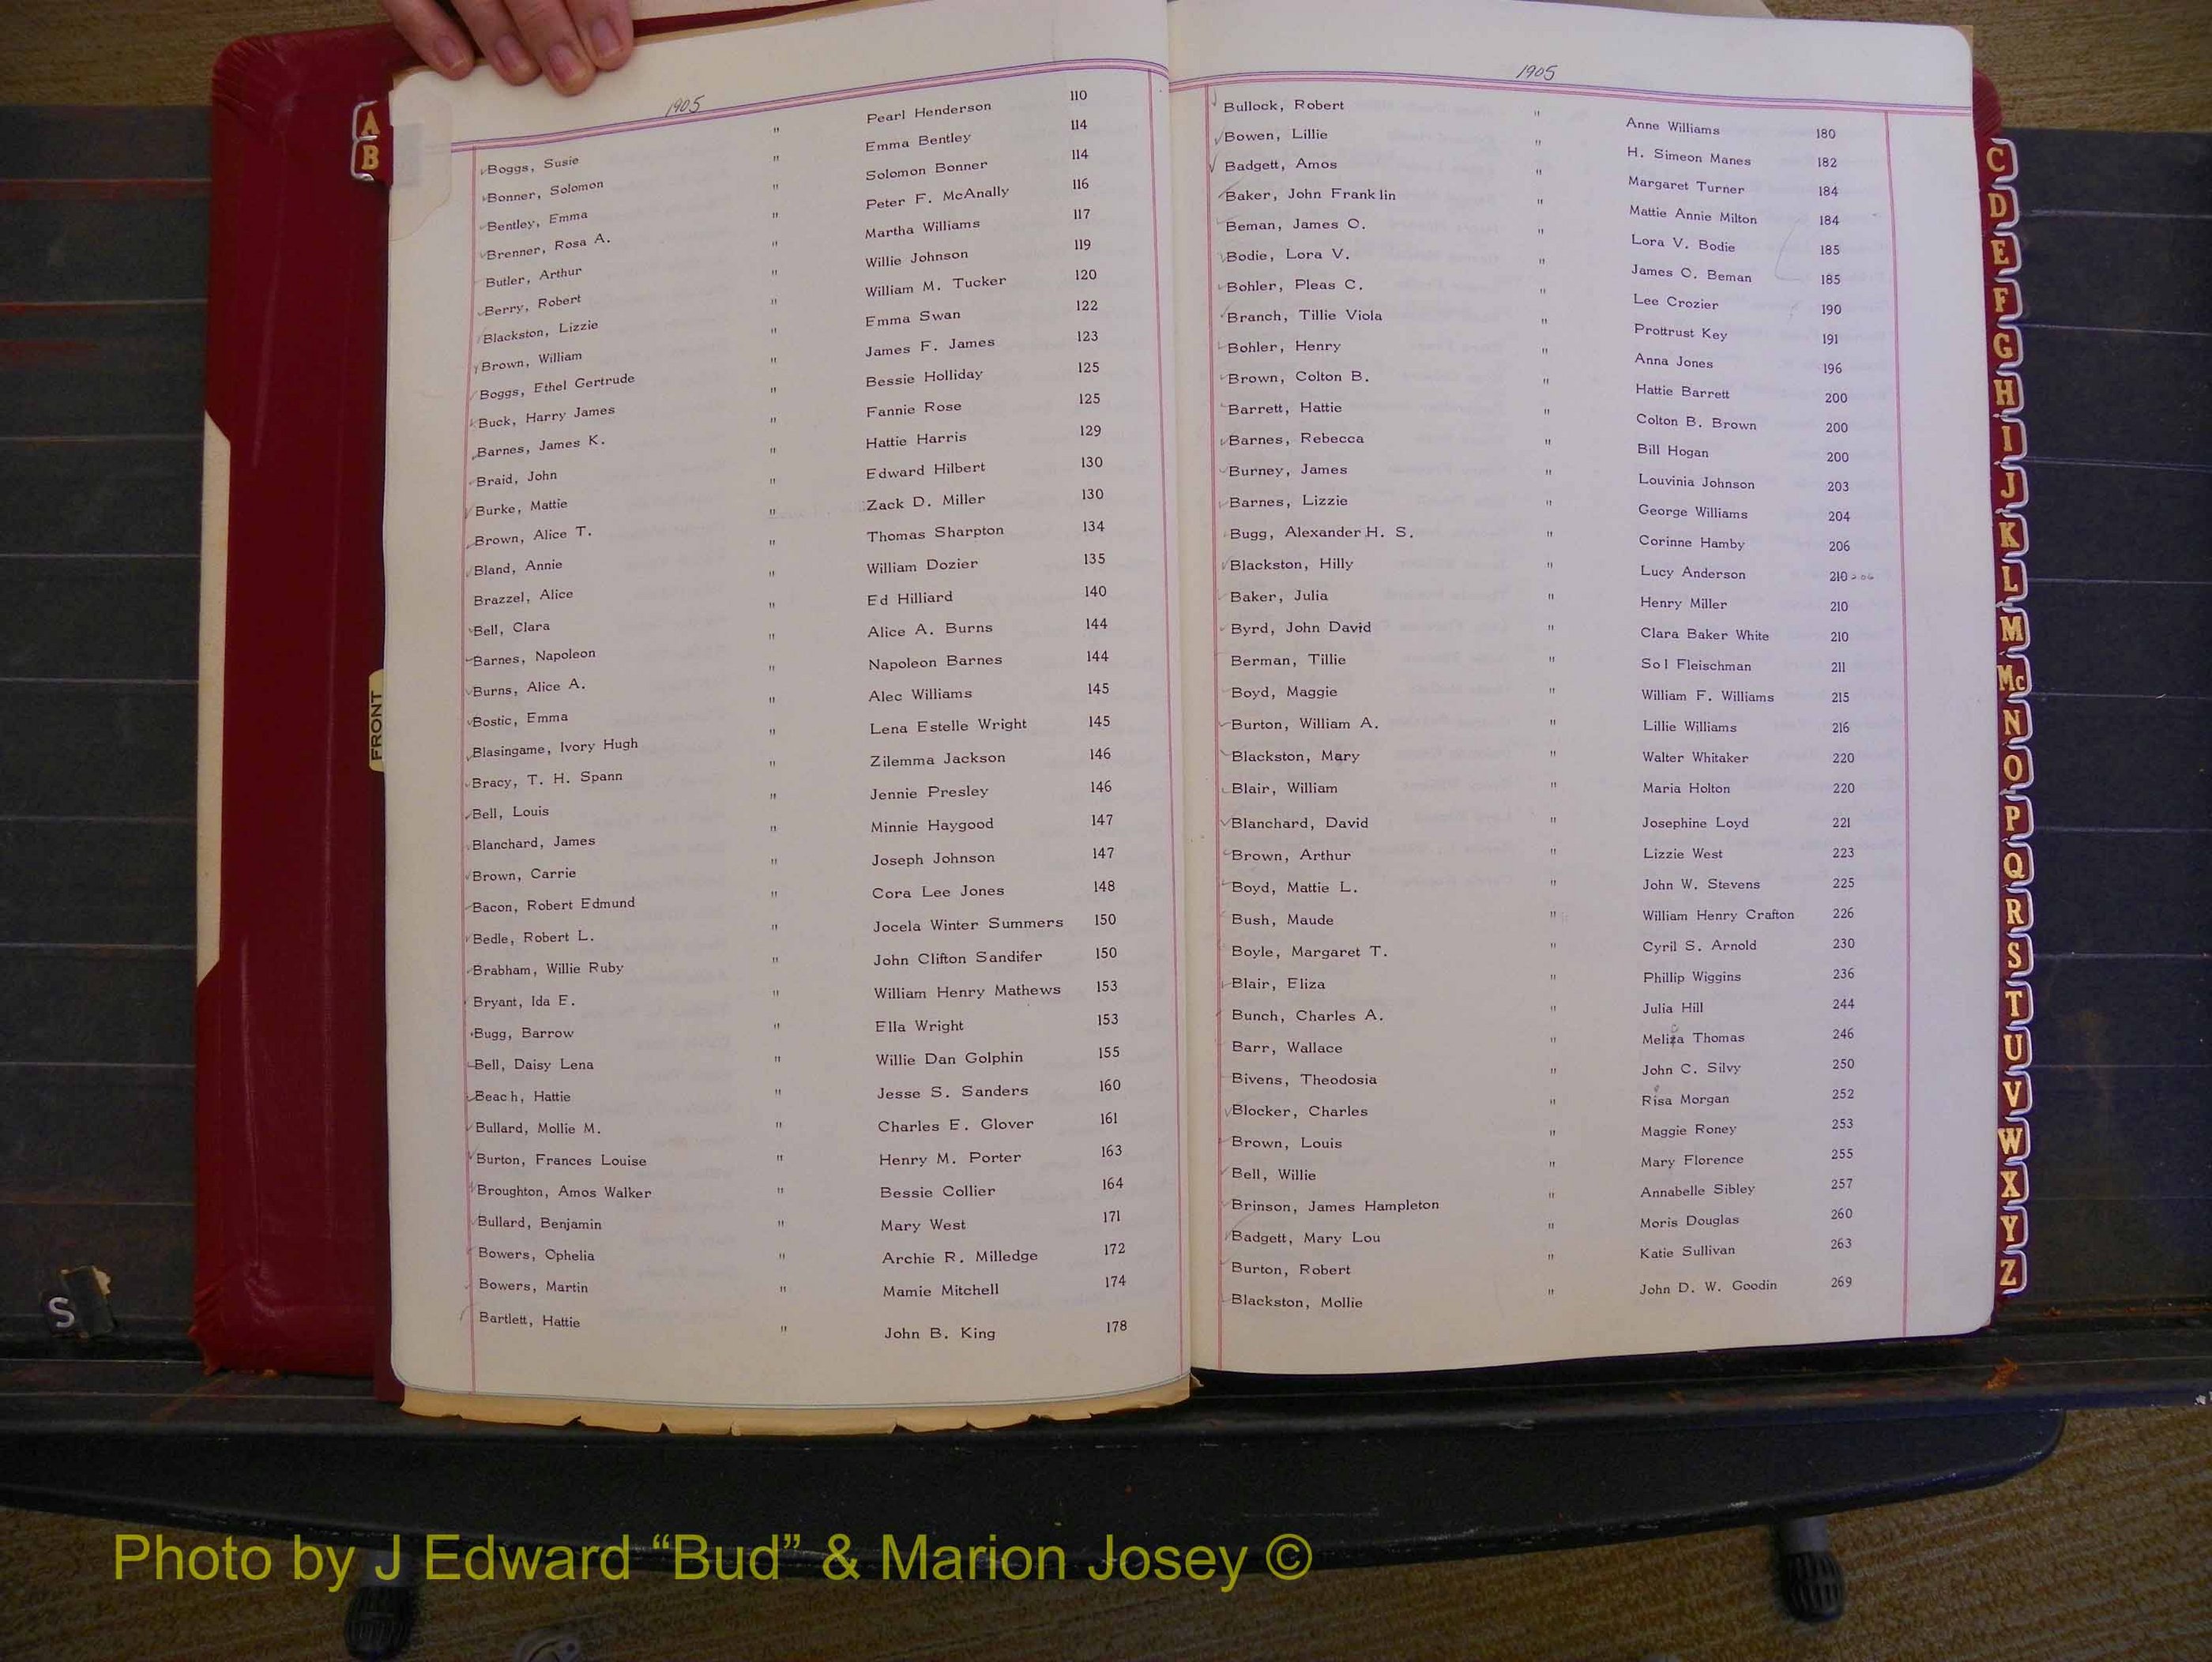 1905
Boggs, Susie " Pearl Henderson 110
Bonner, Solomon " Emma Bentley 114
Bentley, Emma " Solomon Bonner 114
Brenner, Rosa A. " Peter F. McAnally 116
Butler, Arthur " Martha Williams 117
Berry, Robert " Willie Johnson 119
Blackston, Lizzie " William M. Tucker 120
Brown, William " Emma Swan 122
Boggs, Ethel Gertrude " James F. James 123
Buck, Harry James " Bessie Holliday 125
Barnes, James K. " Fannie Rose 125
Braid, John " Hattie Harris 129
Burke, Mattie " Edward Hilbert 130
Brown, Alice T. " Zack D. Miller 130
Bland, Annie " Thomas Sharpton 134
Brazzel, Alice " William Dozier 135
Bell, Clara " Ed Hilliard 140
Barnes, Napoleon " Alice A. Burns 144
Burns, Alice A. " Napoleon Barnes 144
Bostic, Emma " Alec Williams 145
Blasingame, Ivory Hugh " Lena Estelle Wright 145
Bracy, T. H. Spann " Zilemma Jackson 146
Bell, Louis " Jennie Presley 146
Blanchard, James " Minnie Haygood 147
Brown, Carrie " Joseph Johnson 147
Bacon, Robert Edmund " Cora Lee Jones 148
Bedle, Robert L. " Jocela Winter Summers 150
Brabham, Willie Ruby " John Clifton Sandifer 150
Bryant, Ida E. " William Henry Mathews 153
Bugg, Barrow " Ella Wright 153
Bell, Daisy Lena " Willie Dan Golphin 155
Beach, Hattie " Jesse S. Sanders 160
Bullard, Mollie M. " Charles E. Glover 161
Burton, Frances Louise " Henry M. Porter 163
Broughton, Amos Walker " Bessie Collier 164
Bullard, Benjamin " Mary West 171
Bowers, Ophelia " Archie R. Milledge 172
Bowers, Martin " Mamie Mitchell 174
Bartlett, Hattie " John B. King 178
1905
Bullock, Robert " Anne Williams 180
Bowen, Lillie " H. Simeon Manes 182
Badgett, Amos " Margaret Turner 184
Baker, John Franklin " Mattie Annie Milton 184
Beman, James O. " Lora V. Bodie 185
Bodie, Lora V. " James O. Beman 185
Bohler, Pleas C. " Lee Crozier 190
Branch, Tillie Viola " Prottrust Key 191
Bohler, Henry " Anna Jones 196
Brown, Colton B. " Hattie Barrett 200
Barrett, Hattie " Colton B. Brown 200
Barnes, Rebecca " Bill Hogan 200
Burney, James " Louvinia Johnson 203
Barnes, Lizzie " George Williams 204
Bugg, Alexander H. S. " Corinne Hamby 206
Blackston, Hilly " Lucy Anderson 210 206
Baker, Julia " Henry Miller 210
Byrd, John David " Clara Baker White 210
Berman, Tillie " Sol Fleischman 211
Boyd, Maggie " William F. Williams 215
Burton, William A. " Lillie Williams 216
Blackston, Mary " Walter Whitaker 220
Blair, William " Maria Holton 220
Blanchard, David " Josephine Loyd 221
Brown, Arthur " Lizzie West 223
Boyd, Mattie L. " John W. Stevens 225
Bush, Maude " William Henry Crafton 226
Boyle, Margaret T. " Cyril S. Arnold 230
Blair, Eliza " Phillip Wiggins 236
Bunch, Charles A. " Julia Hill 244
Barr, Wallace " Meliza Thomas 246
Bivens, Theodosia " John C. Silvy 250
Blocker, Charles " Risa Morgan 252
Brown, Louis " Maggie Roney 253
Bell, Willie " Mary Florence 255
Brinson, James Hampleton " Annabelle Sibley 257
Badgett, Mary Lou " Moris Douglas 260
Burton, Robert " Katie Sullivan 263
Blackston, Mollie " John D. W. Goodin 269
A
B
FRONT
S
C
D
E
F
G
H
I
J
K
L
M
Mc
N
O
P
Q
R
S
T
U
V
W
X
Y
Z
Photo by J Edward “Bud” & Marion Josey ©